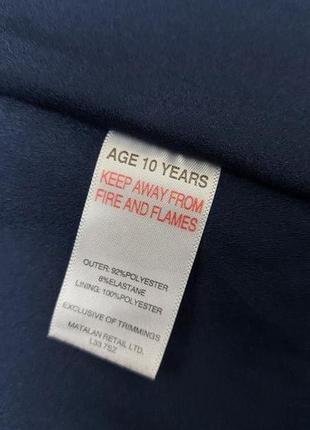 AGE 10 YEARS
KEEP AWAY FROM
FIRE AND FLAMES
OUTER: 92%POLYESTER
8%ELASTANE
LINING: 100%POLYESTER
EXCLUSIVE OF TRIMMINGS
MATALAN RETAIL LTD.
L33 7SZ